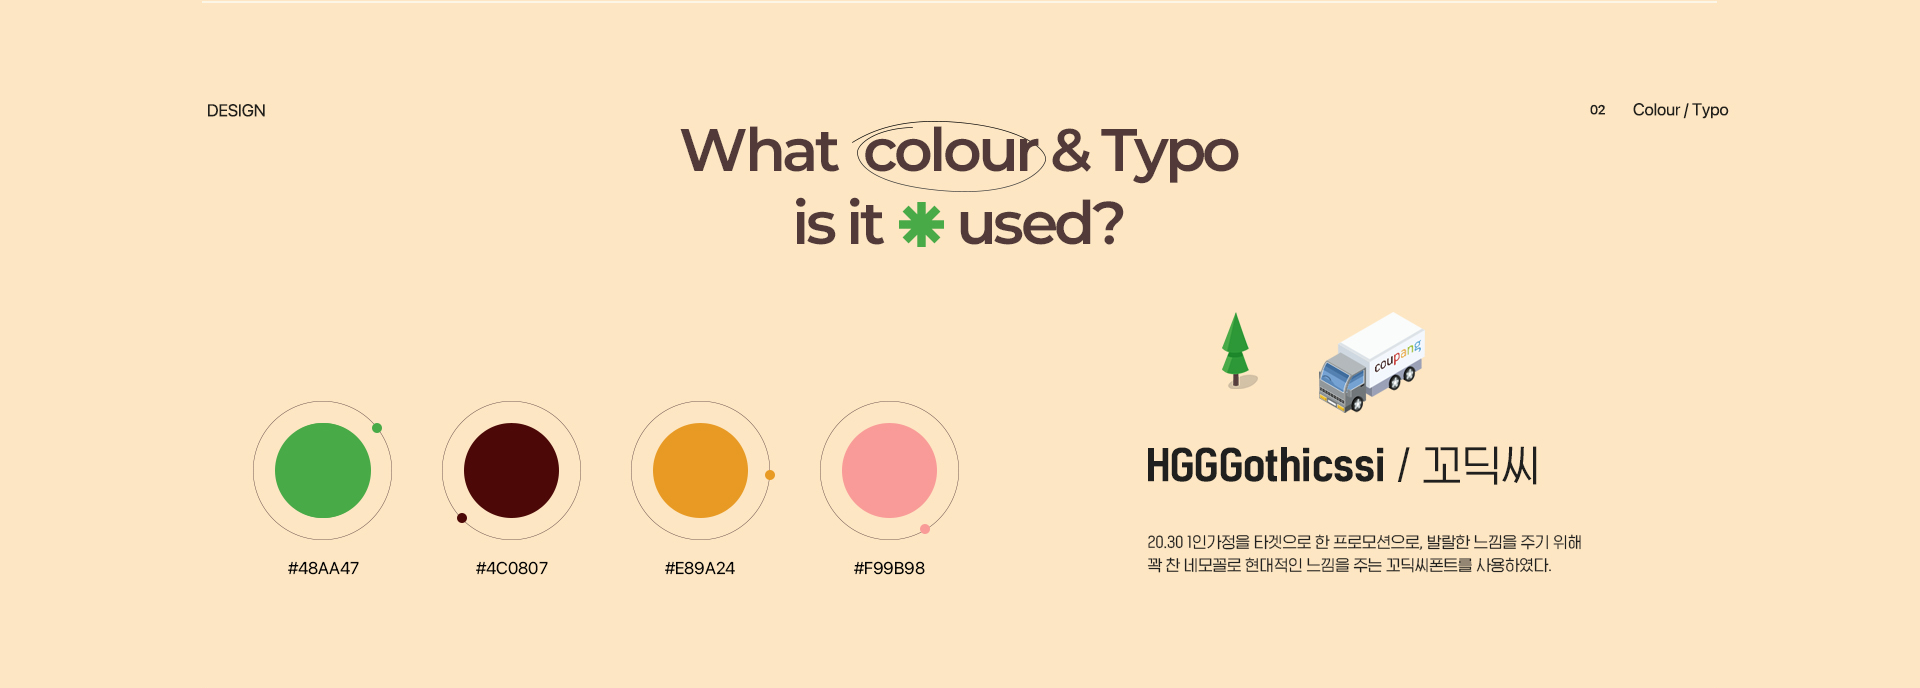 DESIGN
02 Colour / Typo
What colour & Typo
is it used?
coupang
#48AA47 #4C0807 #E89A24 #F99B98
HGGGothicssi / 꼬딕씨
20.30 1인가정을 타겟으로 한 프로모션으로, 발랄한 느낌을 주기 위해
꽉 찬 네모꼴로 현대적인 느낌을 주는 꼬딕씨폰트를 사용하였다.